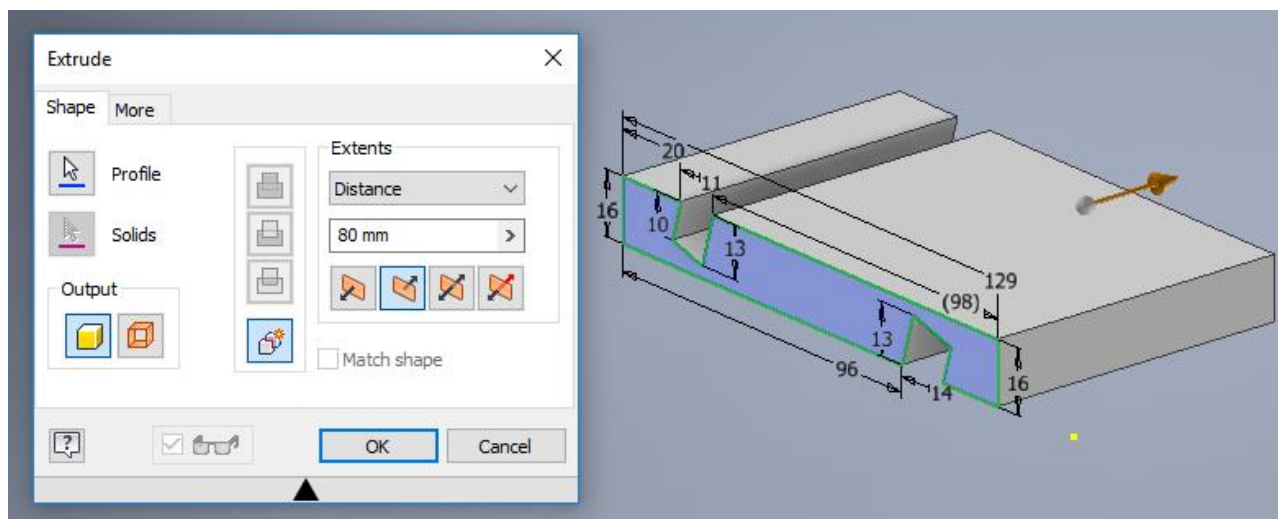 Extrude
Shape More
Profile
Solids
Output
Extents
Distance
80 mm
Match shape
OK Cancel
20
11
16
10
13
129
(98)
13
96
14
16